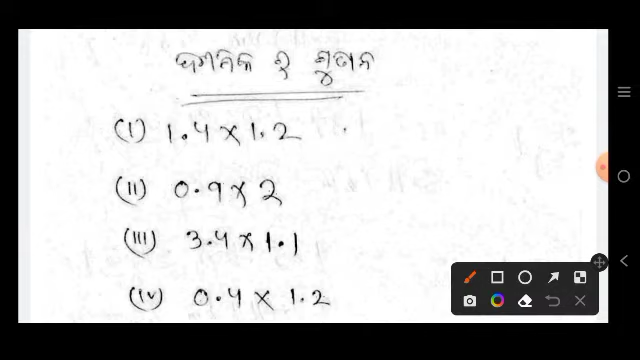 ଦଶମିକ ର ଗୁଣନ
(I) 1.4 × 1.2
(II) 0.9 × 2
(III) 3.4 × 1.1
(IV) 0.4 × 1.2